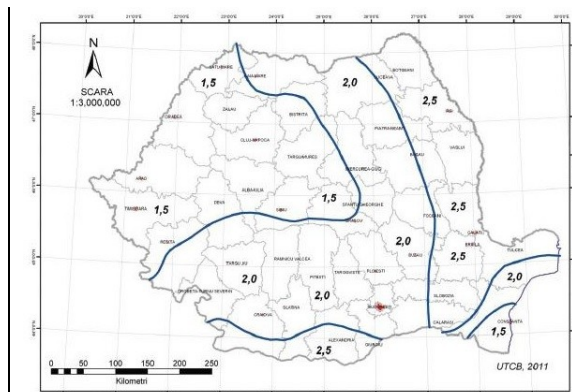 N
SCARA
1:3,000,000
1,5
2,0
2,5
SATU MARE
BAIA MARE
SUCEAVA
BOTOSANI
ZALAU
BISTRITA
IASI
ORADEA
PIATRA NEAMT
CLUJ-NAPOCA
TARGU MURES
BACAU
VASLUI
MIERCUREA-CIUC
ARAD
ALBA IULIA
1,5
SFANTU GHEORGHE
2,5
TIMISOARA
1,5
DEVA
SIBIU
BRASOV
FOCSANI
GALATI
RESITA
2,0
BUZAU
2,5
BRAILA
TULCEA
TARGU JIU
RAMNICU VALCEA
2,0
PITESTI
TARGOVISTE
PLOIESTI
2,0
DROBETA-TURNU SEVERIN
2,0
SLOBOZIA
CRAIOVA
SLATINA
BUCURESTI
CALARASI
CONSTANTA
1,5
ALEXANDRIA
GIURGIU
2,5
0 50 100 150 200 250
Kilometri
UTCB, 2011